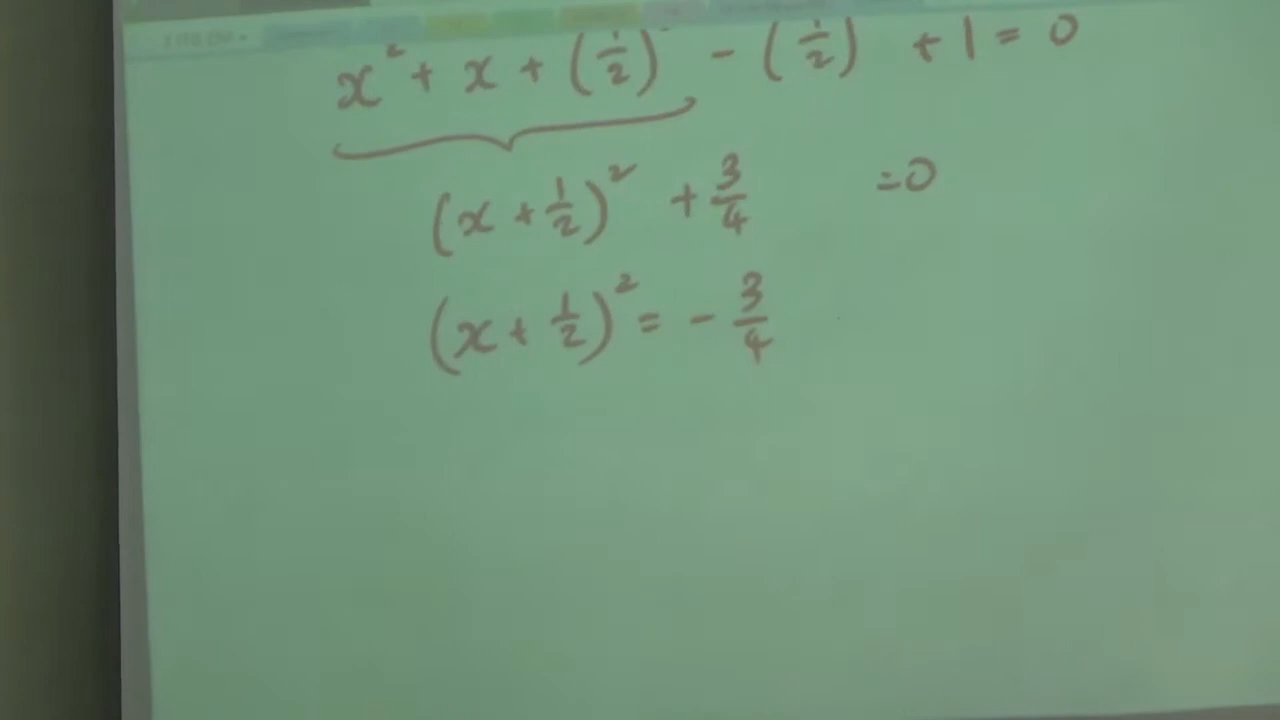 x² + x + (1/2)² - (1/2) + 1 = 0
(x + 1/2)² + 3/4 = 0
(x + 1/2)² = - 3/4